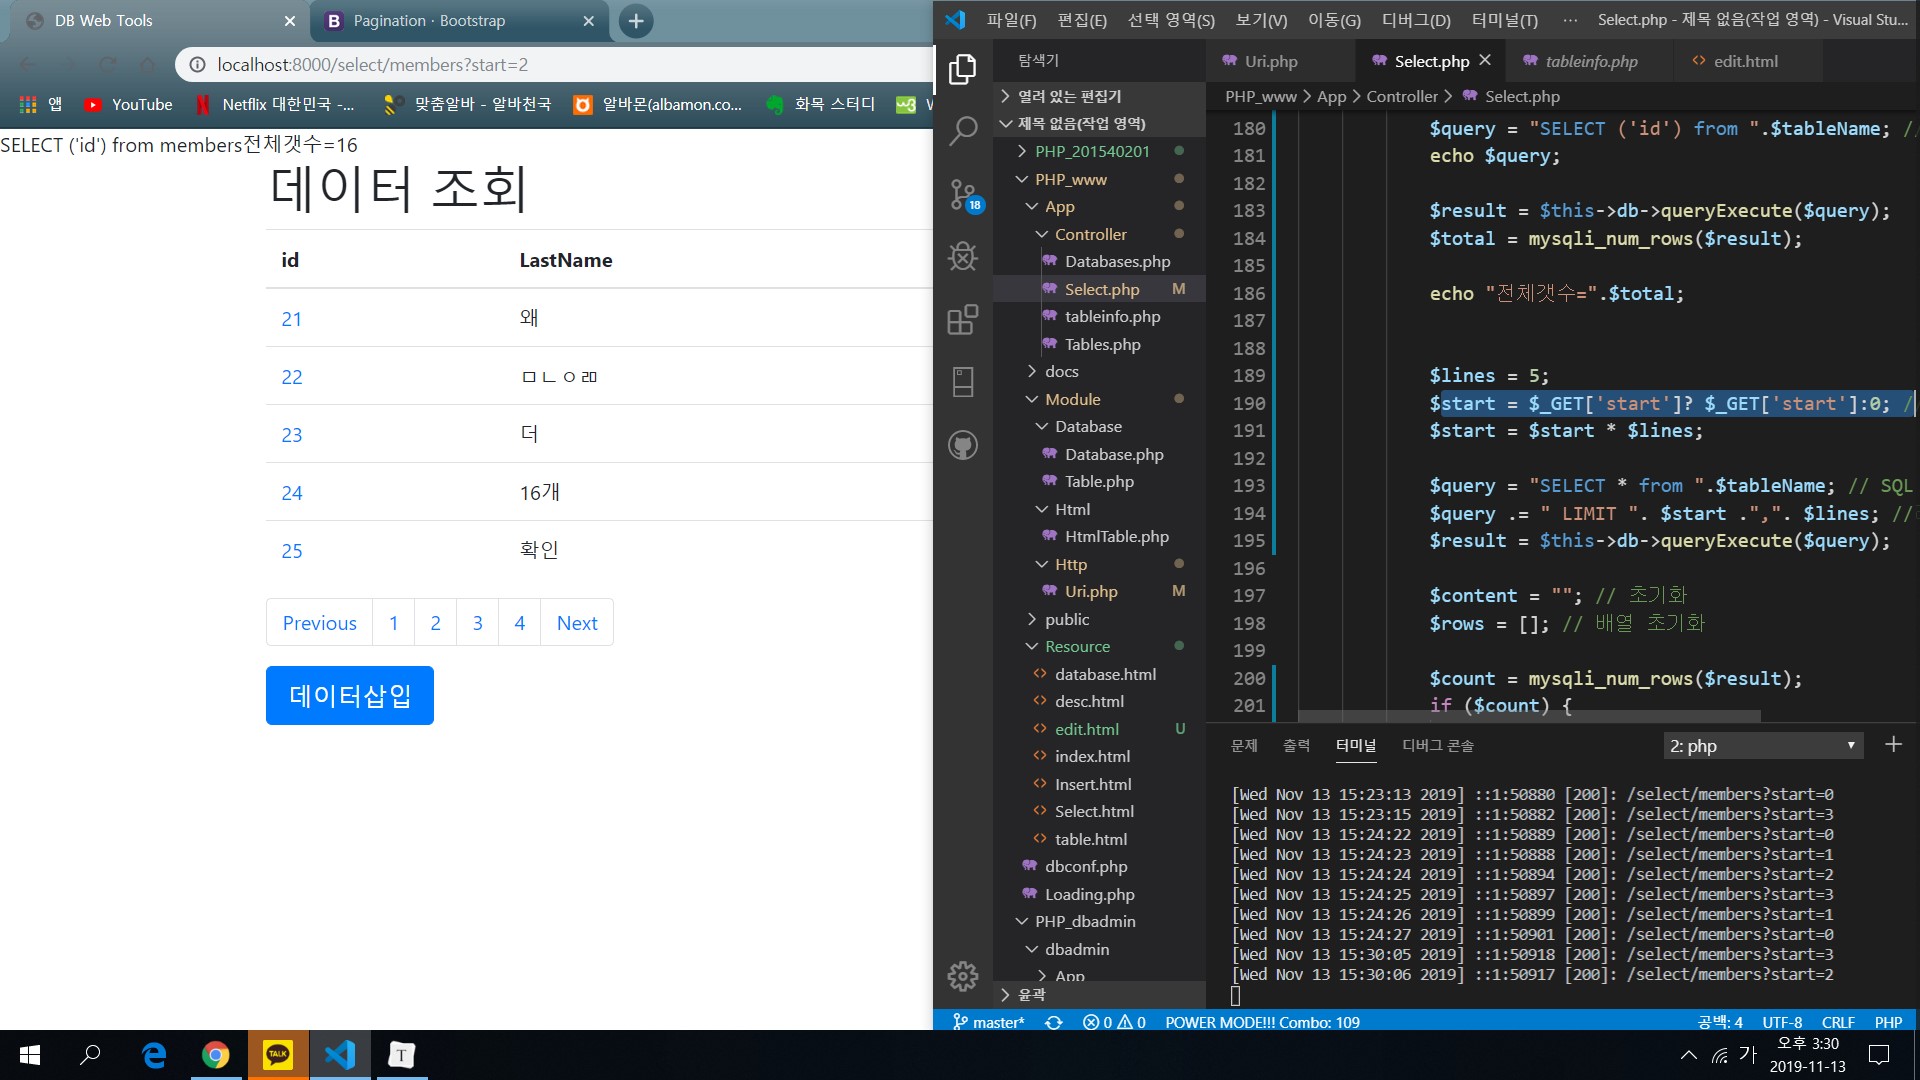 DB Web Tools
Pagination · Bootstrap
localhost:8000/select/members?start=2
앱
YouTube
Netflix 대한민국 -...
맞춤알바 - 알바천국
알바몬(albamon.co...
화목 스터디
SELECT ('id') from members전체갯수=16
데이터 조회
id LastName
21 왜
22 ㅁㄴㅇㄻ
23 더
24 16개
25 확인
Previous 1 2 3 4 Next
데이터삽입
파일(F) 편집(E) 선택 영역(S) 보기(V) 이동(G) 디버그(D) 터미널(T) ··· Select.php - 제목 없음(작업 영역) - Visual Stu...
탐색기
열려 있는 편집기
제목 없음(작업 영역)
PHP_201540201
PHP_www
App
Controller
Databases.php
Select.php M
tableinfo.php
Tables.php
docs
Module
Database
Database.php
Table.php
Html
HtmlTable.php
Http
Uri.php M
public
Resource
database.html
desc.html
edit.html U
index.html
Insert.html
Select.html
table.html
dbconf.php
Loading.php
PHP_dbadmin
dbadmin
App
윤곽
18
Uri.php Select.php tableinfo.php edit.html
PHP_www > App > Controller > Select.php
180 $query = "SELECT ('id') from ".$tableName; //
181 echo $query;
182
183 $result = $this->db->queryExecute($query);
184 $total = mysqli_num_rows($result);
185
186 echo "전체갯수=".$total;
187
188
189 $lines = 5;
190 $start = $_GET['start']? $_GET['start']:0; /
191 $start = $start * $lines;
192
193 $query = "SELECT * from ".$tableName; // SQL
194 $query .= " LIMIT ". $start .",". $lines; //
195 $result = $this->db->queryExecute($query);
196
197 $content = ""; // 초기화
198 $rows = []; // 배열 초기화
199
200 $count = mysqli_num_rows($result);
201 if ($count) {
문제 출력 터미널 디버그 콘솔 2: php
[Wed Nov 13 15:23:13 2019] ::1:50880 [200]: /select/members?start=0
[Wed Nov 13 15:23:15 2019] ::1:50882 [200]: /select/members?start=3
[Wed Nov 13 15:24:22 2019] ::1:50889 [200]: /select/members?start=0
[Wed Nov 13 15:24:23 2019] ::1:50888 [200]: /select/members?start=1
[Wed Nov 13 15:24:24 2019] ::1:50894 [200]: /select/members?start=2
[Wed Nov 13 15:24:25 2019] ::1:50897 [200]: /select/members?start=3
[Wed Nov 13 15:24:26 2019] ::1:50899 [200]: /select/members?start=1
[Wed Nov 13 15:24:27 2019] ::1:50901 [200]: /select/members?start=0
[Wed Nov 13 15:30:05 2019] ::1:50918 [200]: /select/members?start=3
[Wed Nov 13 15:30:06 2019] ::1:50917 [200]: /select/members?start=2
master* 0 0 POWER MODE!!! Combo: 109 공백: 4 UTF-8 CRLF PHP
TALK
T
가
오후 3:30
2019-11-13